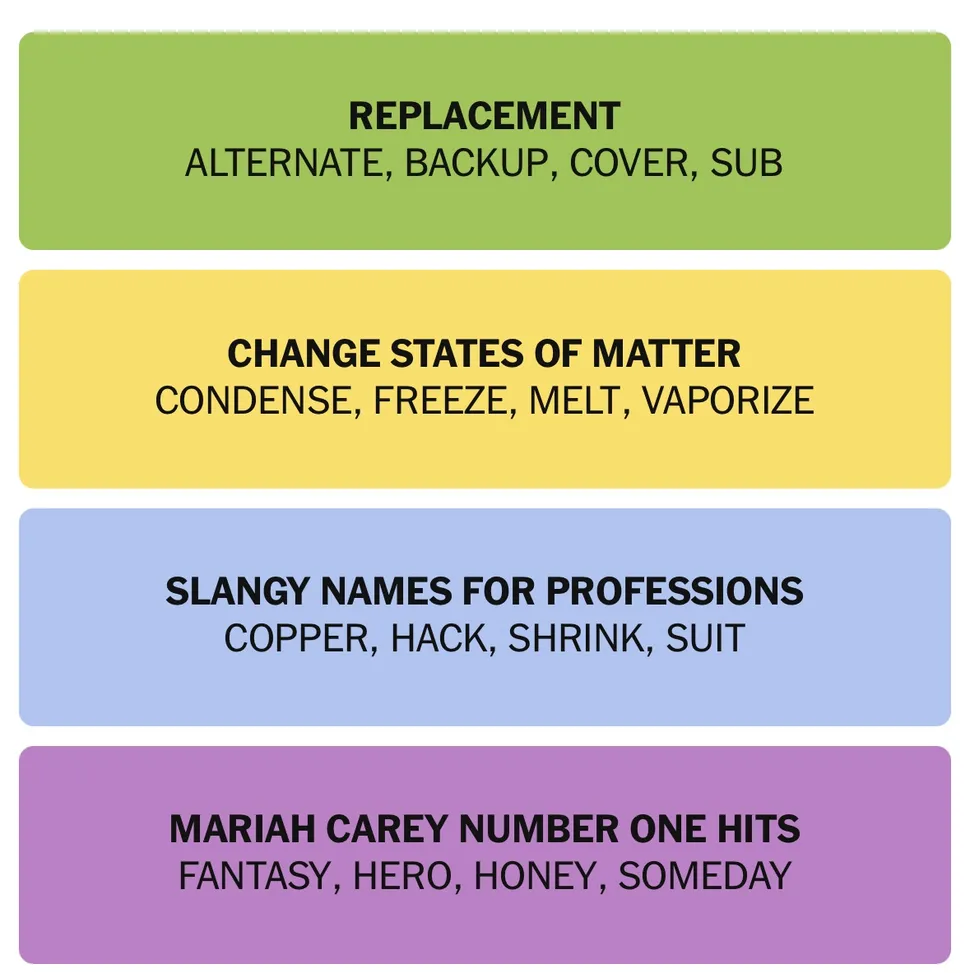 REPLACEMENT
ALTERNATE, BACKUP, COVER, SUB
CHANGE STATES OF MATTER
CONDENSE, FREEZE, MELT, VAPORIZE
SLANGY NAMES FOR PROFESSIONS
COPPER, HACK, SHRINK, SUIT
MARIAH CAREY NUMBER ONE HITS
FANTASY, HERO, HONEY, SOMEDAY